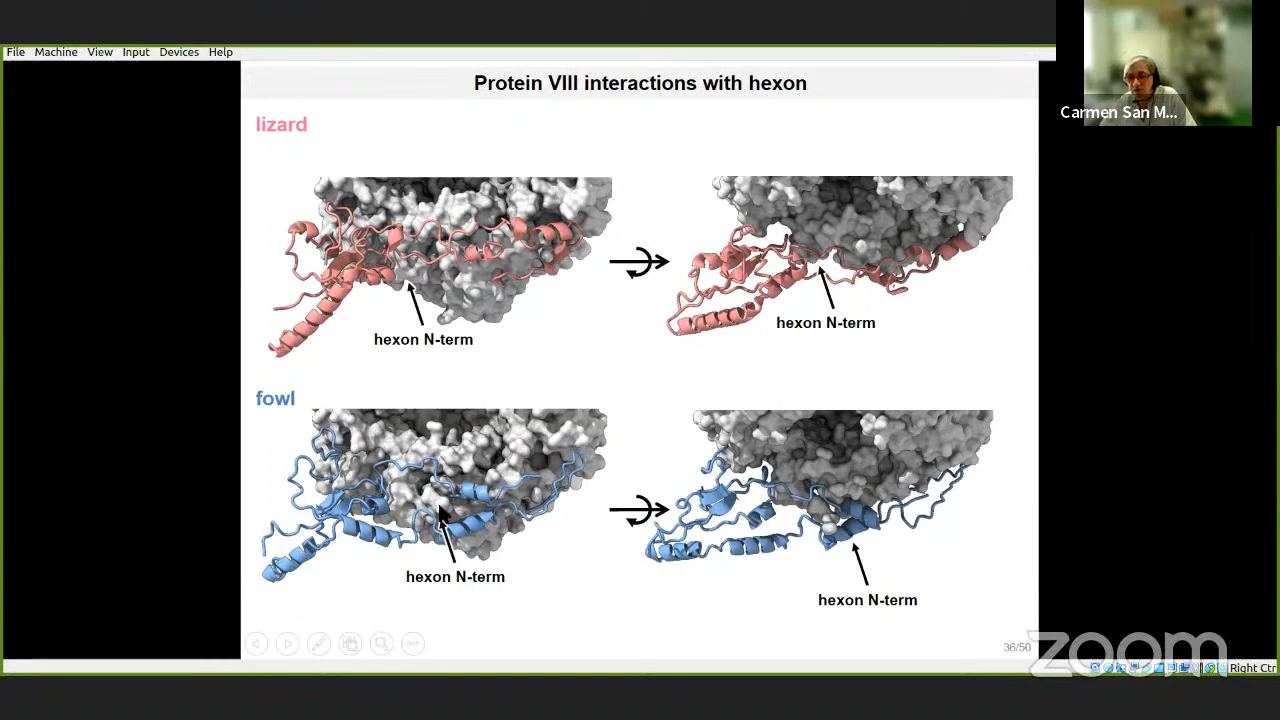 File Machine View Input Devices Help
Protein VIII interactions with hexon
Carmen San M...
lizard
hexon N-term
hexon N-term
fowl
hexon N-term
hexon N-term
36/50
zoom
Right Ctr